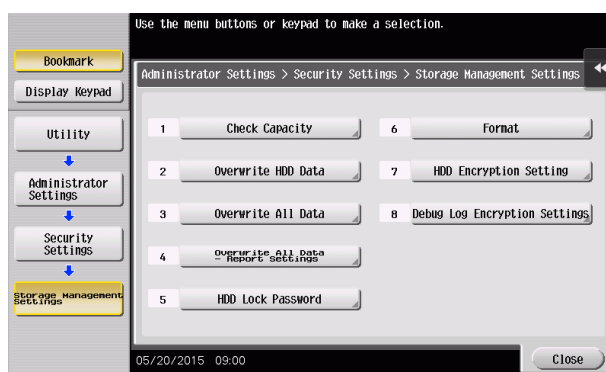 Use the menu buttons or keypad to make a selection.
Bookmark
Display Keypad
Utility
Administrator
Settings
Security
Settings
Storage Management
Settings
Administrator Settings > Security Settings > Storage Management Settings
1 Check Capacity
2 Overwrite HDD Data
3 Overwrite All Data
4 Overwrite All Data
- Report Settings
5 HDD Lock Password
6 Format
7 HDD Encryption Setting
8 Debug Log Encryption Settings
05/20/2015 09:00
Close